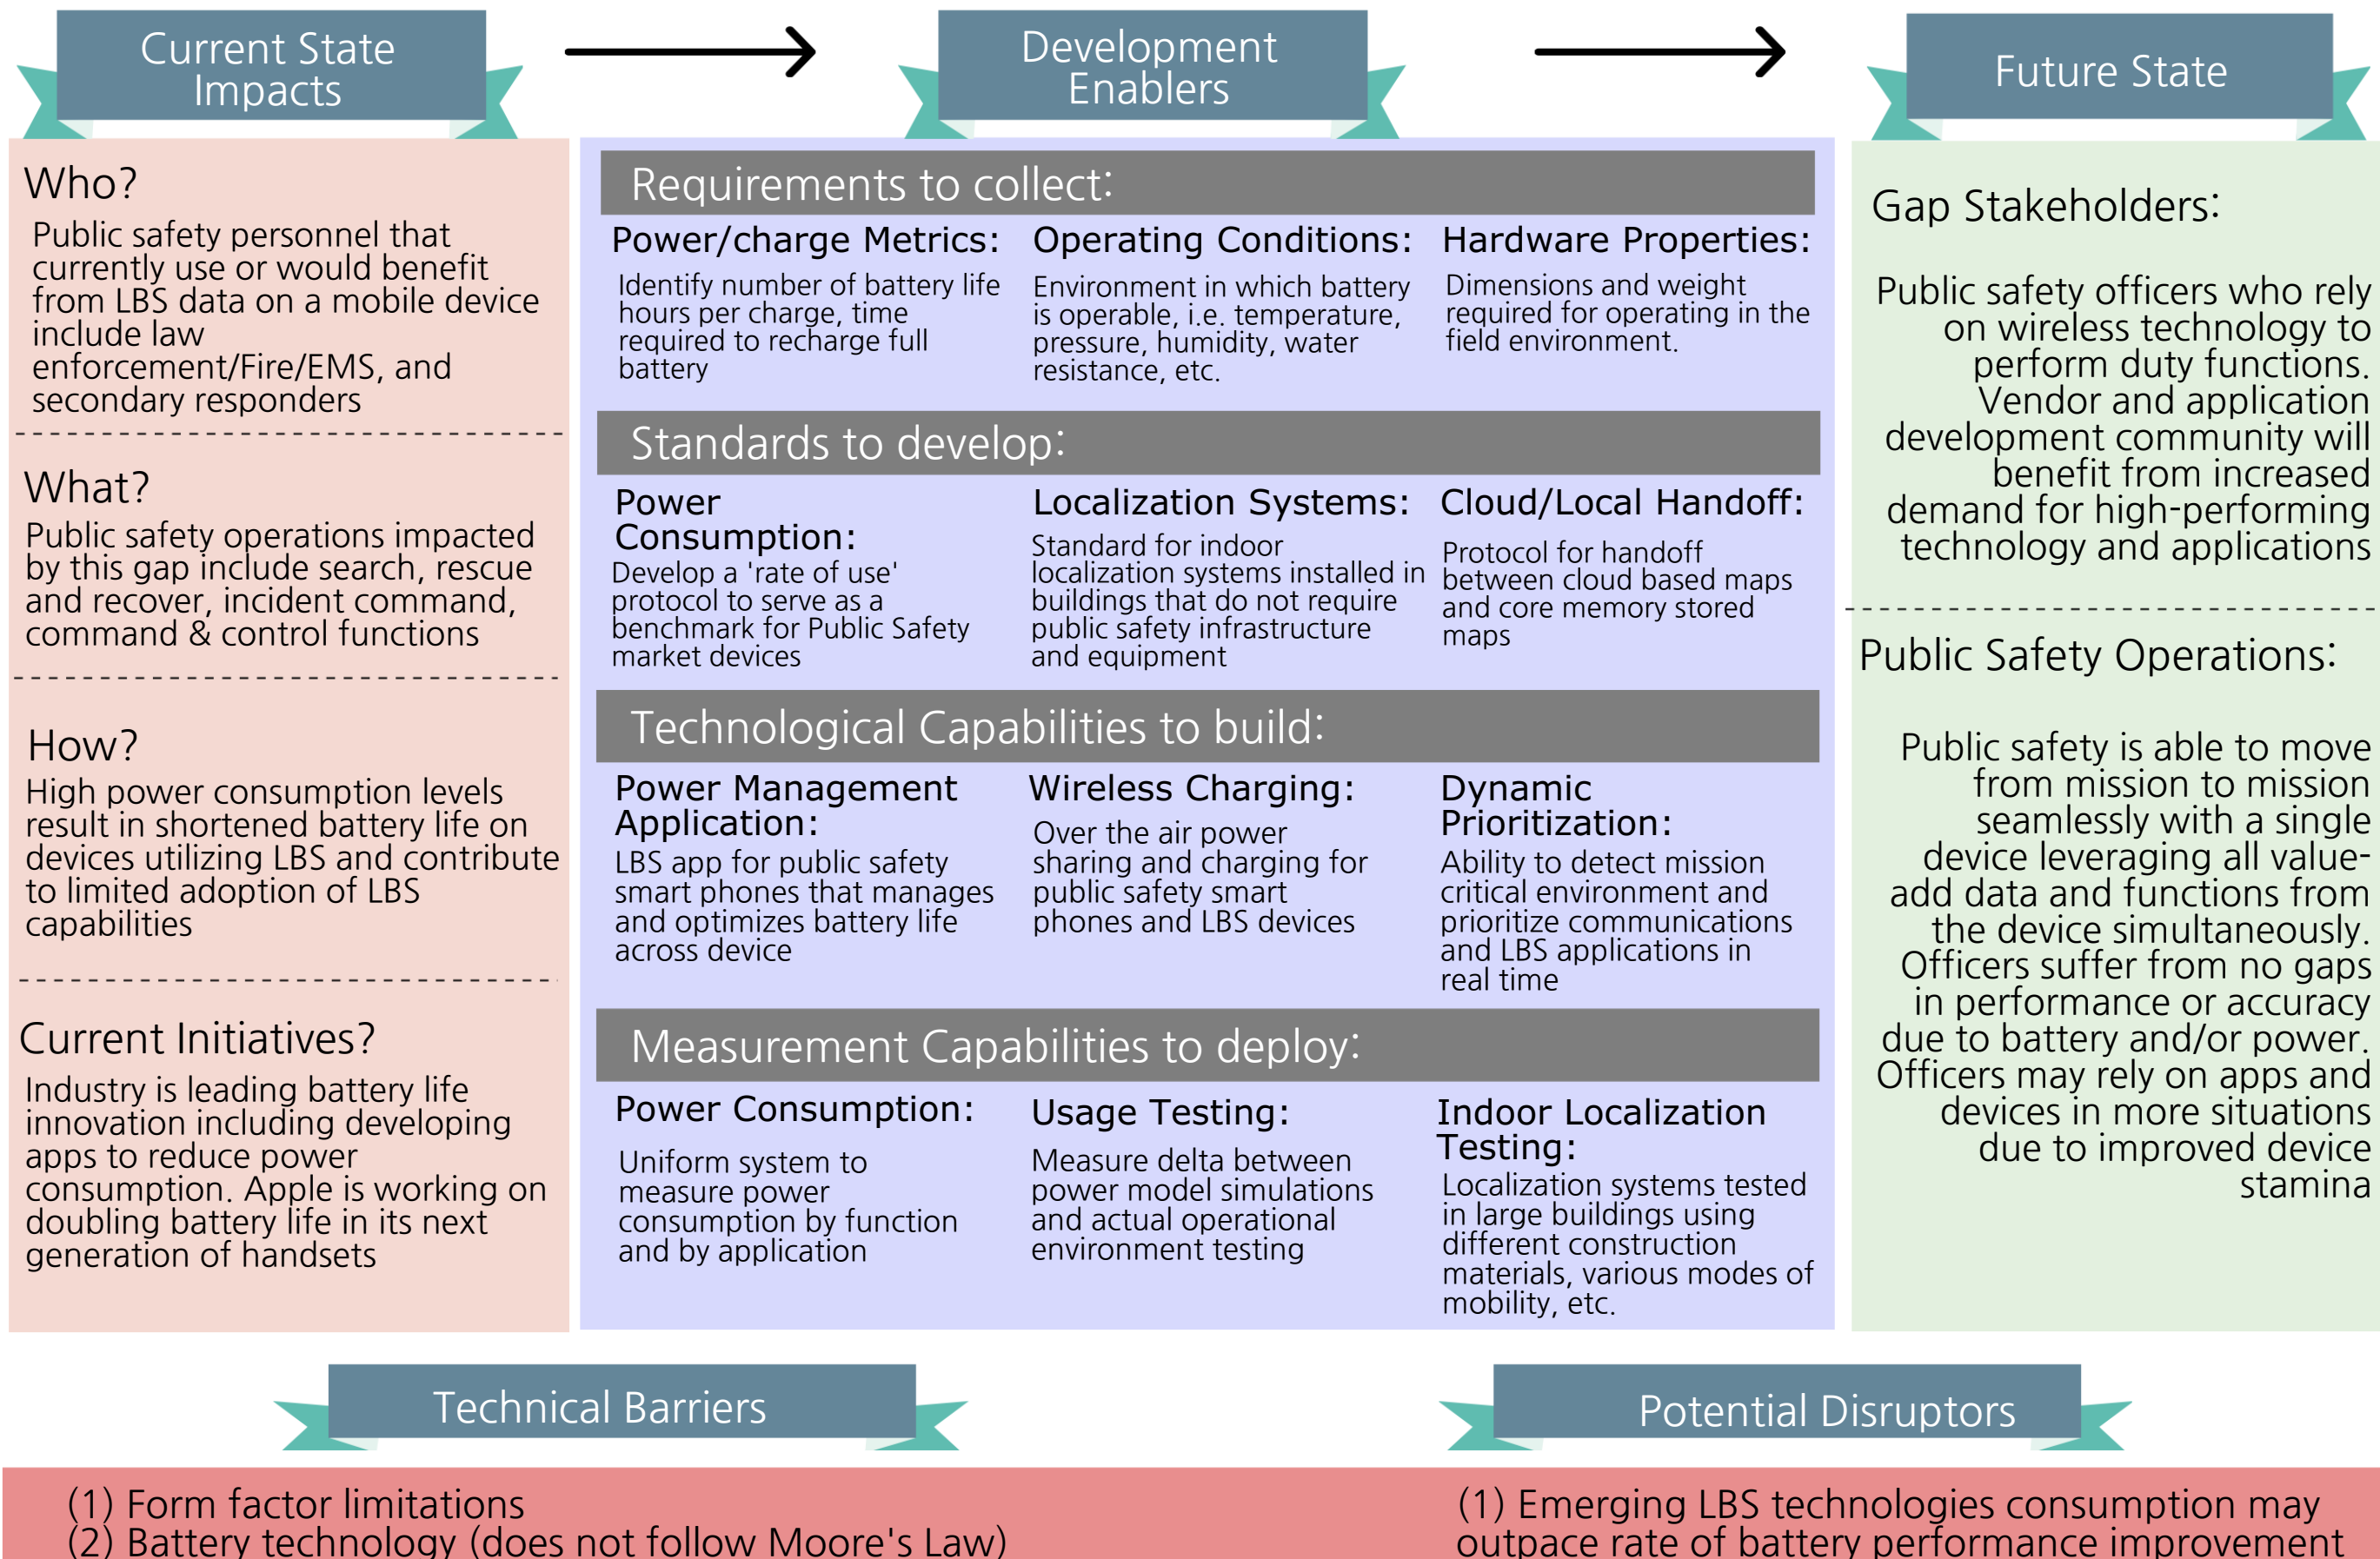 Current State
Impacts
Development
Enablers
Future State
Who?
Public safety personnel that
currently use or would benefit
from LBS data on a mobile device
include law
enforcement/Fire/EMS, and
secondary responders
What?
Public safety operations impacted
by this gap include search, rescue
and recover, incident command,
command & control functions
How?
High power consumption levels
result in shortened battery life on
devices utilizing LBS and contribute
to limited adoption of LBS
capabilities
Current Initiatives?
Industry is leading battery life
innovation including developing
apps to reduce power
consumption. Apple is working on
doubling battery life in its next
generation of handsets
Requirements to collect:
Power/charge Metrics:
Identify number of battery life
hours per charge, time
required to recharge full
battery
Operating Conditions:
Environment in which battery
is operable, i.e. temperature,
pressure, humidity, water
resistance, etc.
Hardware Properties:
Dimensions and weight
required for operating in the
field environment.
Standards to develop:
Power
Consumption:
Develop a 'rate of use'
protocol to serve as a
benchmark for Public Safety
market devices
Localization Systems:
Standard for indoor
localization systems installed in
buildings that do not require
public safety infrastructure
and equipment
Cloud/Local Handoff:
Protocol for handoff
between cloud based maps
and core memory stored
maps
Technological Capabilities to build:
Power Management
Application:
LBS app for public safety
smart phones that manages
and optimizes battery life
across device
Wireless Charging:
Over the air power
sharing and charging for
public safety smart
phones and LBS devices
Dynamic
Prioritization:
Ability to detect mission
critical environment and
prioritize communications
and LBS applications in
real time
Measurement Capabilities to deploy:
Power Consumption:
Uniform system to
measure power
consumption by function
and by application
Usage Testing:
Measure delta between
power model simulations
and actual operational
environment testing
Indoor Localization
Testing:
Localization systems tested
in large buildings using
different construction
materials, various modes of
mobility, etc.
Gap Stakeholders:
Public safety officers who rely
on wireless technology to
perform duty functions.
Vendor and application
development community will
benefit from increased
demand for high-performing
technology and applications
Public Safety Operations:
Public safety is able to move
from mission to mission
seamlessly with a single
device leveraging all value-
add data and functions from
the device simultaneously.
Officers suffer from no gaps
in performance or accuracy
due to battery and/or power.
Officers may rely on apps and
devices in more situations
due to improved device
stamina
Technical Barriers
(1) Form factor limitations
(2) Battery technology (does not follow Moore's Law)
Potential Disruptors
(1) Emerging LBS technologies consumption may
outpace rate of battery performance improvement